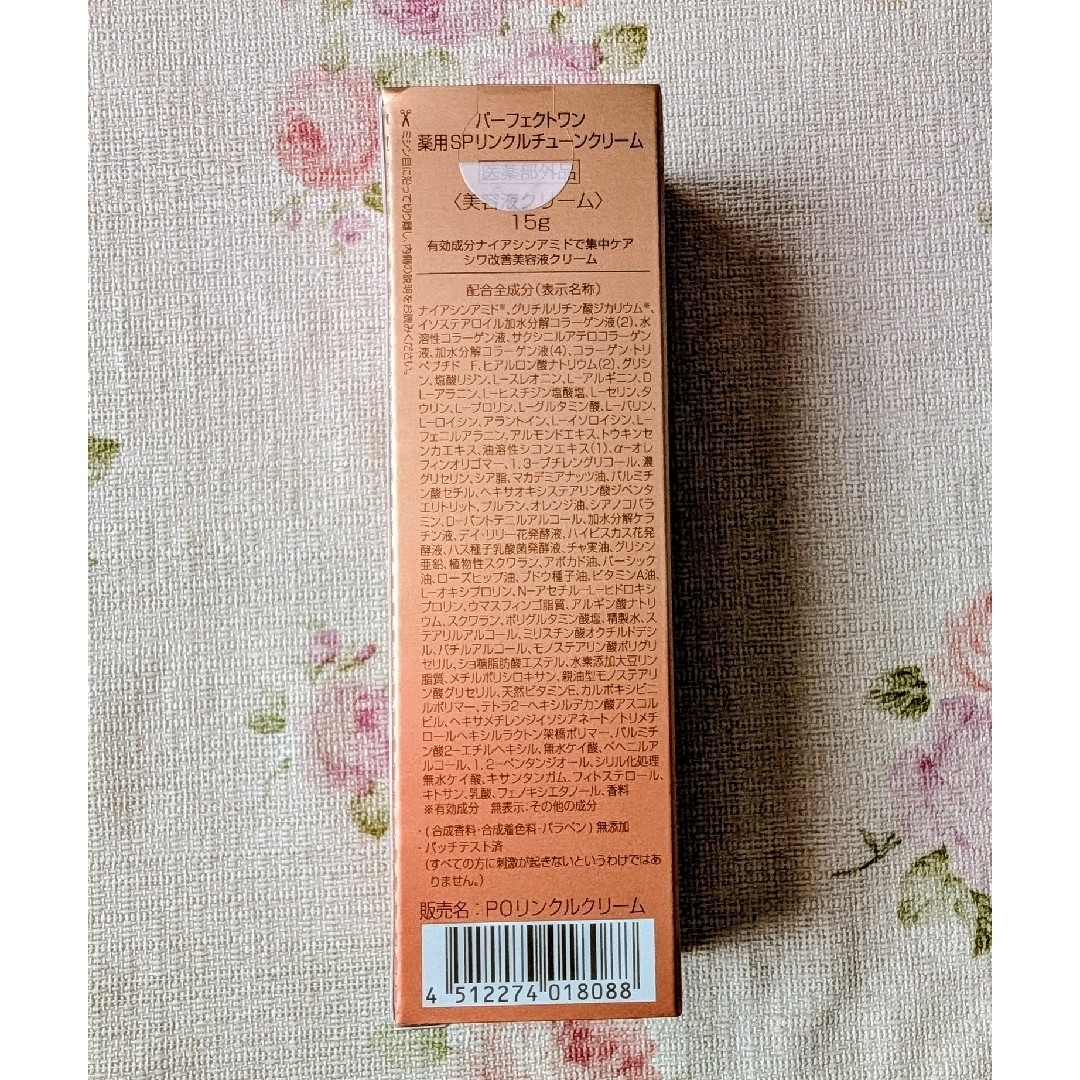 パーフェクトワン
薬用SPリンクルチューンクリーム
医薬部外品
〈美容液クリーム〉
15g
有効成分ナイアシンアミドで集中ケア
シワ改善美容液クリーム
配合全成分(表示名称)
ナイアシンアミド※、グリチルリチン酸ジカリウム※、
イソステアロイル加水分解コラーゲン液(2)、水
溶性コラーゲン液、サクシニルアテロコラーゲン
液、加水分解コラーゲン液(4)、コラーゲン・トリ
ペプチド F、ヒアルロン酸ナトリウム(2)、グリシ
ン、塩酸リジン、L-スレオニン、L-アルギニン、D
L-アラニン、L-ヒスチジン塩酸塩、L-セリン、タ
ウリン、L-プロリン、L-グルタミン酸、L-バリン、
L-ロイシン、アラントイン、L-イソロイシン、L-
フェニルアラニン、アルモンドエキス、トウキンセ
ンカエキス、油溶性シコンエキス(1)、α-オレ
フィンオリゴマー、1,3-ブチレングリコール、濃
グリセリン、シア脂、マカデミアナッツ油、パルミチ
ン酸セチル、ヘキサオキシステアリン酸ジペンタ
エリトリット、プルラン、オレンジ油、シアノコバラ
ミン、D-パントテニルアルコール、加水分解ケラ
チン液、デイ・リリー花発酵液、ハイビスカス花発
酵液、ハス種子乳酸菌発酵液、チャ実油、グリシン
亜鉛、植物性スクワラン、アボカド油、パーシック
油、ローズヒップ油、ブドウ種子油、ビタミンA油、
L-オキシプロリン、N-アセチル-L-ヒドロキシ
プロリン、ウマスフィンゴ脂質、アルギン酸ナトリ
ウム、スクワラン、ポリグルタミン酸塩、精製水、ス
テアリルアルコール、ミリスチン酸オクチルドデシ
ル、バチルアルコール、モノステアリン酸ポリグリ
セリル、ショ糖脂肪酸エステル、水素添加大豆リン
脂質、メチルポリシロキサン、親油型モノステアリ
ン酸グリセリル、天然ビタミンE、カルボキシビニ
ルポリマー、テトラ2-ヘキシルデカン酸アスコル
ビル、ヘキサメチレンジイソシアネート/トリメチ
ロールヘキシルラクトン架橋ポリマー、パルミチ
ン酸2-エチルヘキシル、無水ケイ酸、ベヘニルア
ルコール、1,2-ペンタンジオール、シリル化処理
無水ケイ酸、キサンタンガム、フィトステロール、
キトサン、乳酸、フェノキシエタノール、香料
※有効成分 無表示:その他の成分
・(合成香料・合成着色料・パラベン)無添加
・パッチテスト済
(すべての方に刺激が起きないというわけではあ
りません。)
販売名:POリンクルクリーム
4 512274 018088
ミシン目に沿って切り離し、内側の説明をお読みください。